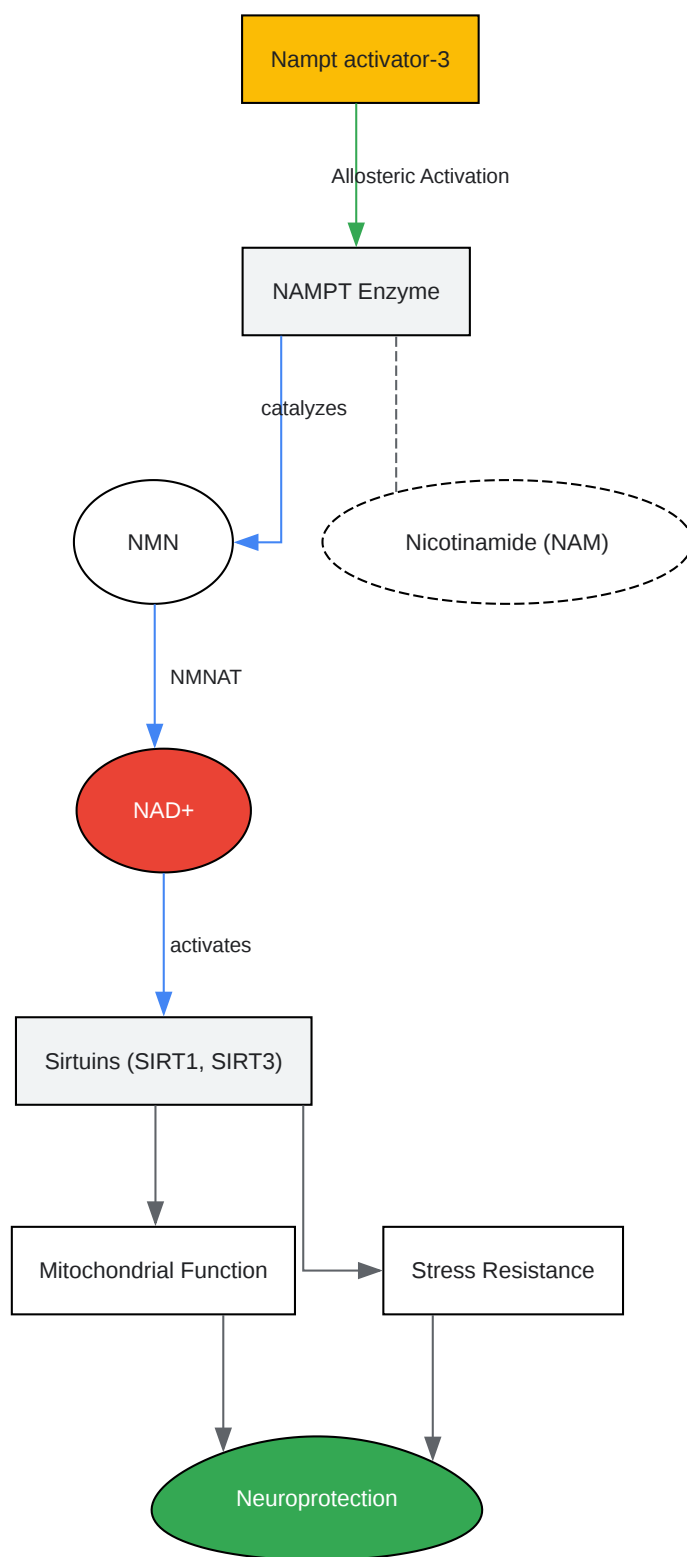 Nampt activator-3
Allosteric Activation
NAMPT Enzyme
catalyzes
NMN
Nicotinamide (NAM)
NMNAT
NAD+
activates
Sirtuins (SIRT1, SIRT3)
Mitochondrial Function
Stress Resistance
Neuroprotection